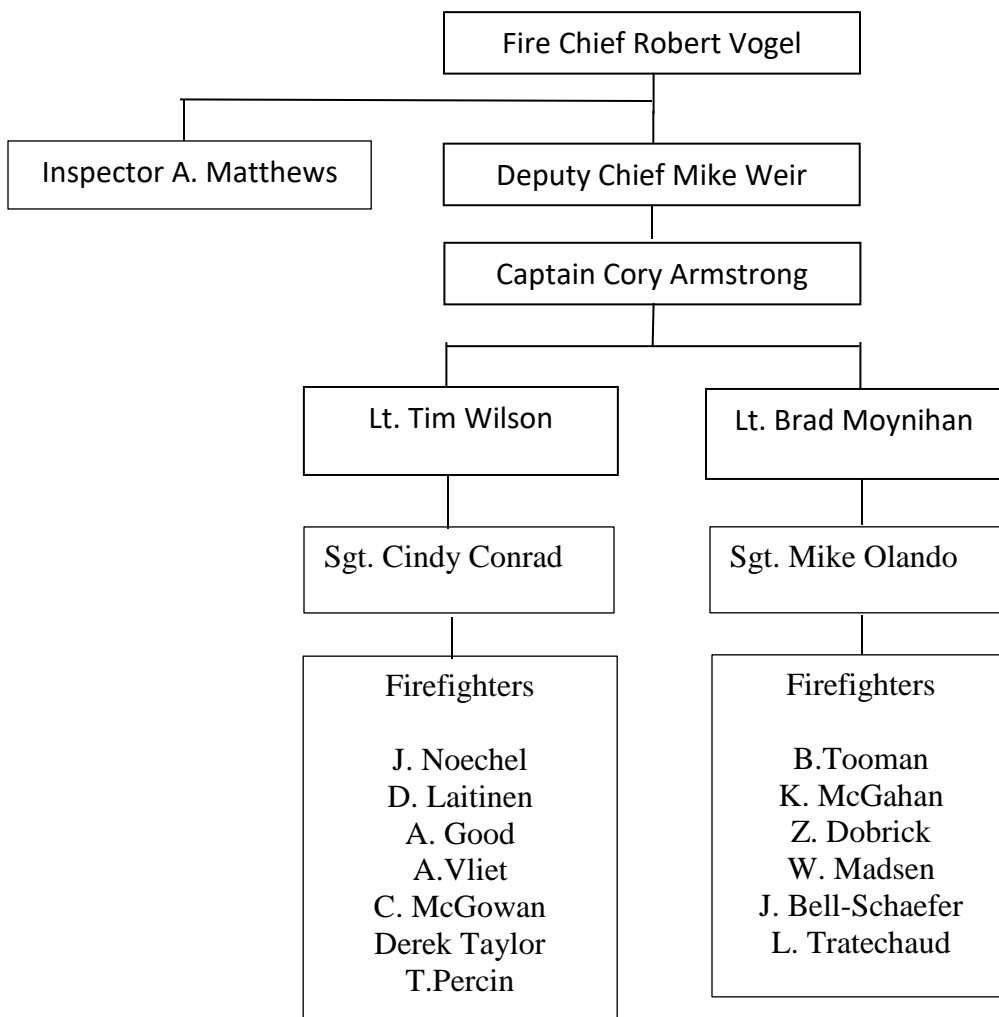 Fire Chief Robert Vogel
Inspector A. Matthews
Deputy Chief Mike Weir
Captain Cory Armstrong
Lt. Tim Wilson
Lt. Brad Moynihan
Sgt. Cindy Conrad
Sgt. Mike Olando
Firefighters
J. Noechel
D. Laitinen
A. Good
A.Vliet
C. McGowan
Derek Taylor
T.Percin
Firefighters
B.Tooman
K. McGahan
Z. Dobrick
W. Madsen
J. Bell-Schaefer
L. Tratechaud